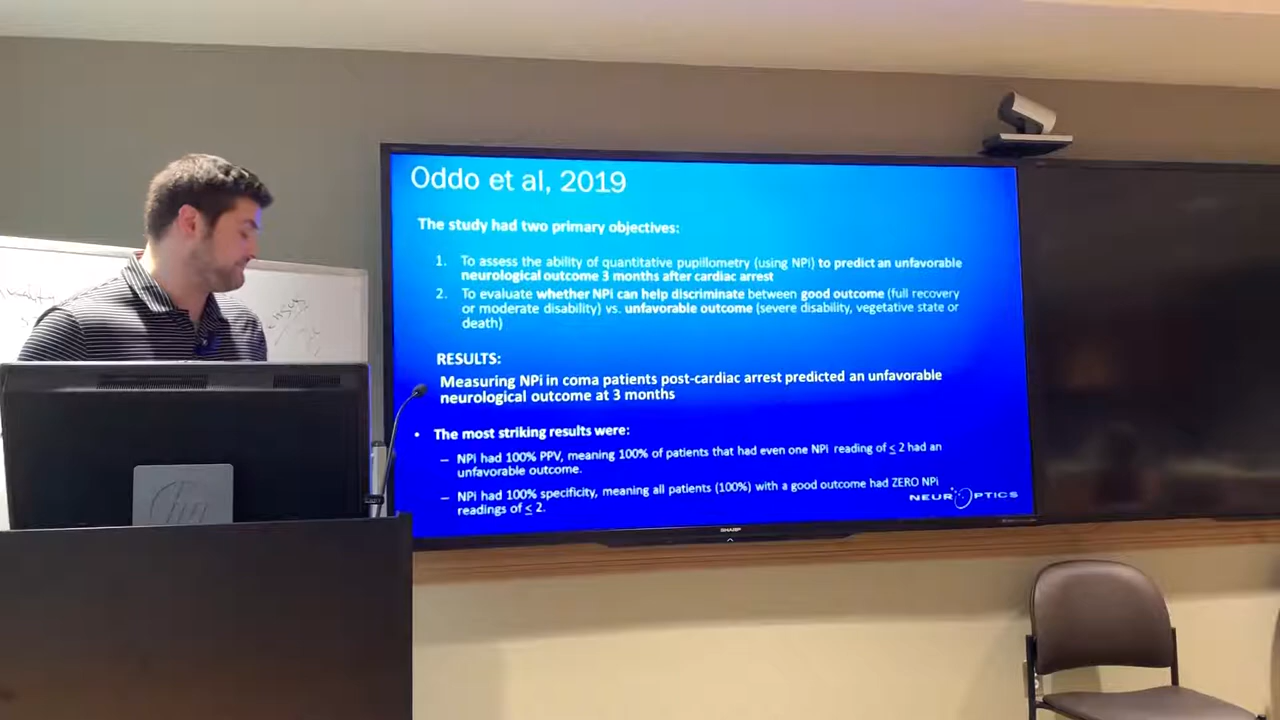 Oddo et al, 2019
The study had two primary objectives:
1. To assess the ability of quantitative pupillometry (using NPi) to predict an unfavorable
neurological outcome 3 months after cardiac arrest
2. To evaluate whether NPi can help discriminate between good outcome (full recovery
or moderate disability) vs. unfavorable outcome (severe disability, vegetative state or
death)
RESULTS:
Measuring NPi in coma patients post-cardiac arrest predicted an unfavorable
neurological outcome at 3 months
• The most striking results were:
– NPi had 100% PPV, meaning 100% of patients that had even one NPi reading of ≤ 2 had an
unfavorable outcome.
– NPi had 100% specificity, meaning all patients (100%) with a good outcome had ZERO NPi
readings of ≤ 2.
NEUROPTICS
SHARP
hp